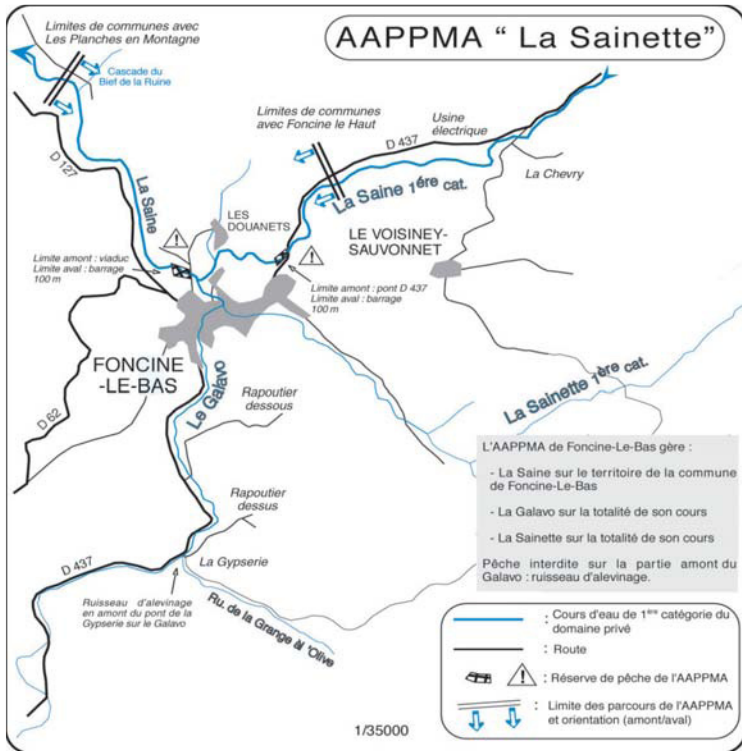 AAPPMA “ La Sainette”
Limites de communes avec
Les Planches en Montagne
Cascade du
Bief de la Ruine
Limites de communes
avec Foncine le Haut
Usine
électrique
D 437
La Chevry
D 127
La Saine
La Saine 1ére cat.
LES
DOUANETS
LE VOISINEY-
SAUVONNET
Limite amont : viaduc
Limite aval : barrage
100 m
Limite amont : pont D 437
Limite aval : barrage
100 m
FONCINE
-LE-BAS
Le Galavo
La Sainette 1ère cat.
D 62
Rapoutier
dessous
Rapoutier
dessus
La Gypserie
D 437
Ruisseau d'alevinage
en amont du pont de la
Gypserie sur le Galavo
Ru. de la Grange àl 'Olive
L'AAPPMA de Foncine-Le-Bas gère :
- La Saine sur le territoire de la commune
de Foncine-Le-Bas
- La Galavo sur la totalité de son cours
- La Sainette sur la totalité de son cours
Pêche interdite sur la partie amont du
Galavo : ruisseau d'alevinage.
: Cours d'eau de 1ère catégorie du
domaine privé
: Route
: Réserve de pêche de l'AAPPMA
: Limite des parcours de l'AAPPMA
et orientation (amont/aval)
1/35000